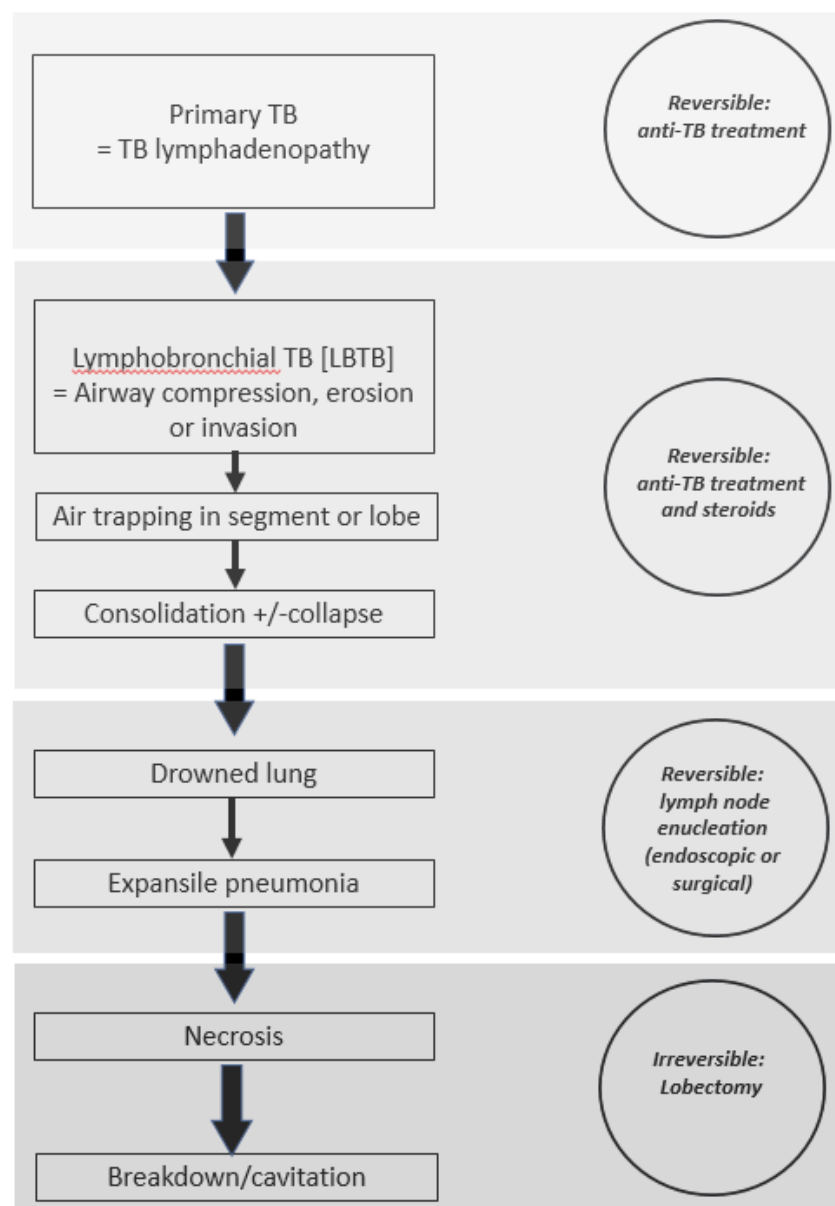 Primary TB
= TB lymphadenopathy
Reversible:
anti-TB treatment
Lymphobronchial TB [LBTB]
= Airway compression, erosion
or invasion
Air trapping in segment or lobe
Consolidation +/-collapse
Reversible:
anti-TB treatment
and steroids
Drowned lung
Expansile pneumonia
Reversible:
lymph node
enucleation
(endoscopic or
surgical)
Necrosis
Breakdown/cavitation
Irreversible:
Lobectomy